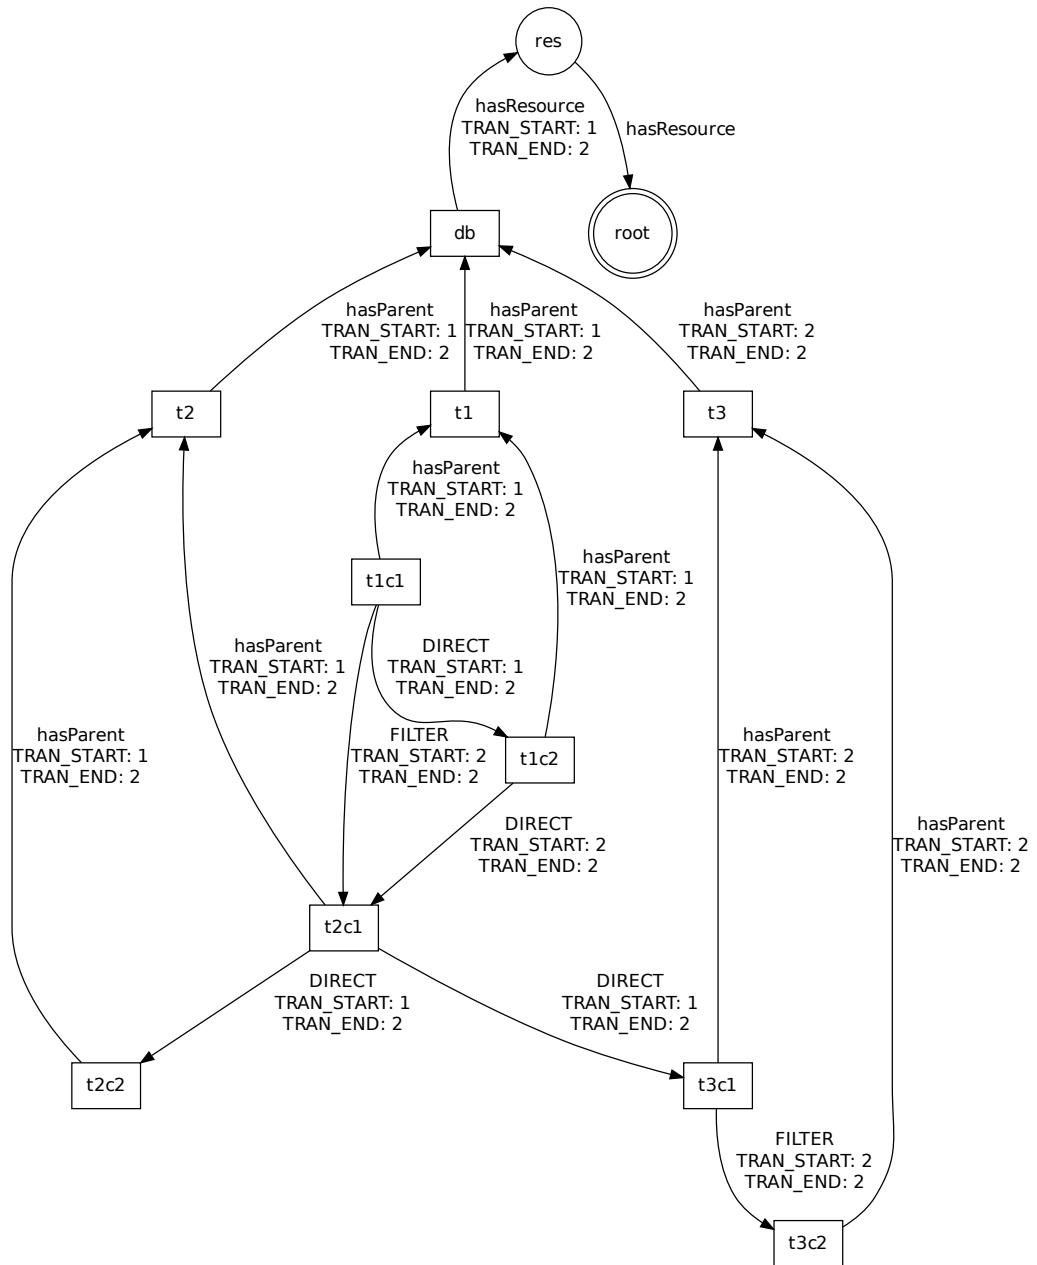 res
hasResource
TRAN_START: 1
TRAN_END: 2
hasResource
db
root
hasParent
TRAN_START: 1
TRAN_END: 2
hasParent
TRAN_START: 1
TRAN_END: 2
hasParent
TRAN_START: 2
TRAN_END: 2
t2
t1
t3
hasParent
TRAN_START: 1
TRAN_END: 2
hasParent
TRAN_START: 1
TRAN_END: 2
t1c1
hasParent
TRAN_START: 1
TRAN_END: 2
DIRECT
TRAN_START: 1
TRAN_END: 2
hasParent
TRAN_START: 1
TRAN_END: 2
FILTER
TRAN_START: 2
TRAN_END: 2
t1c2
hasParent
TRAN_START: 2
TRAN_END: 2
DIRECT
TRAN_START: 2
TRAN_END: 2
hasParent
TRAN_START: 2
TRAN_END: 2
t2c1
DIRECT
TRAN_START: 1
TRAN_END: 2
DIRECT
TRAN_START: 1
TRAN_END: 2
t2c2
t3c1
FILTER
TRAN_START: 2
TRAN_END: 2
t3c2